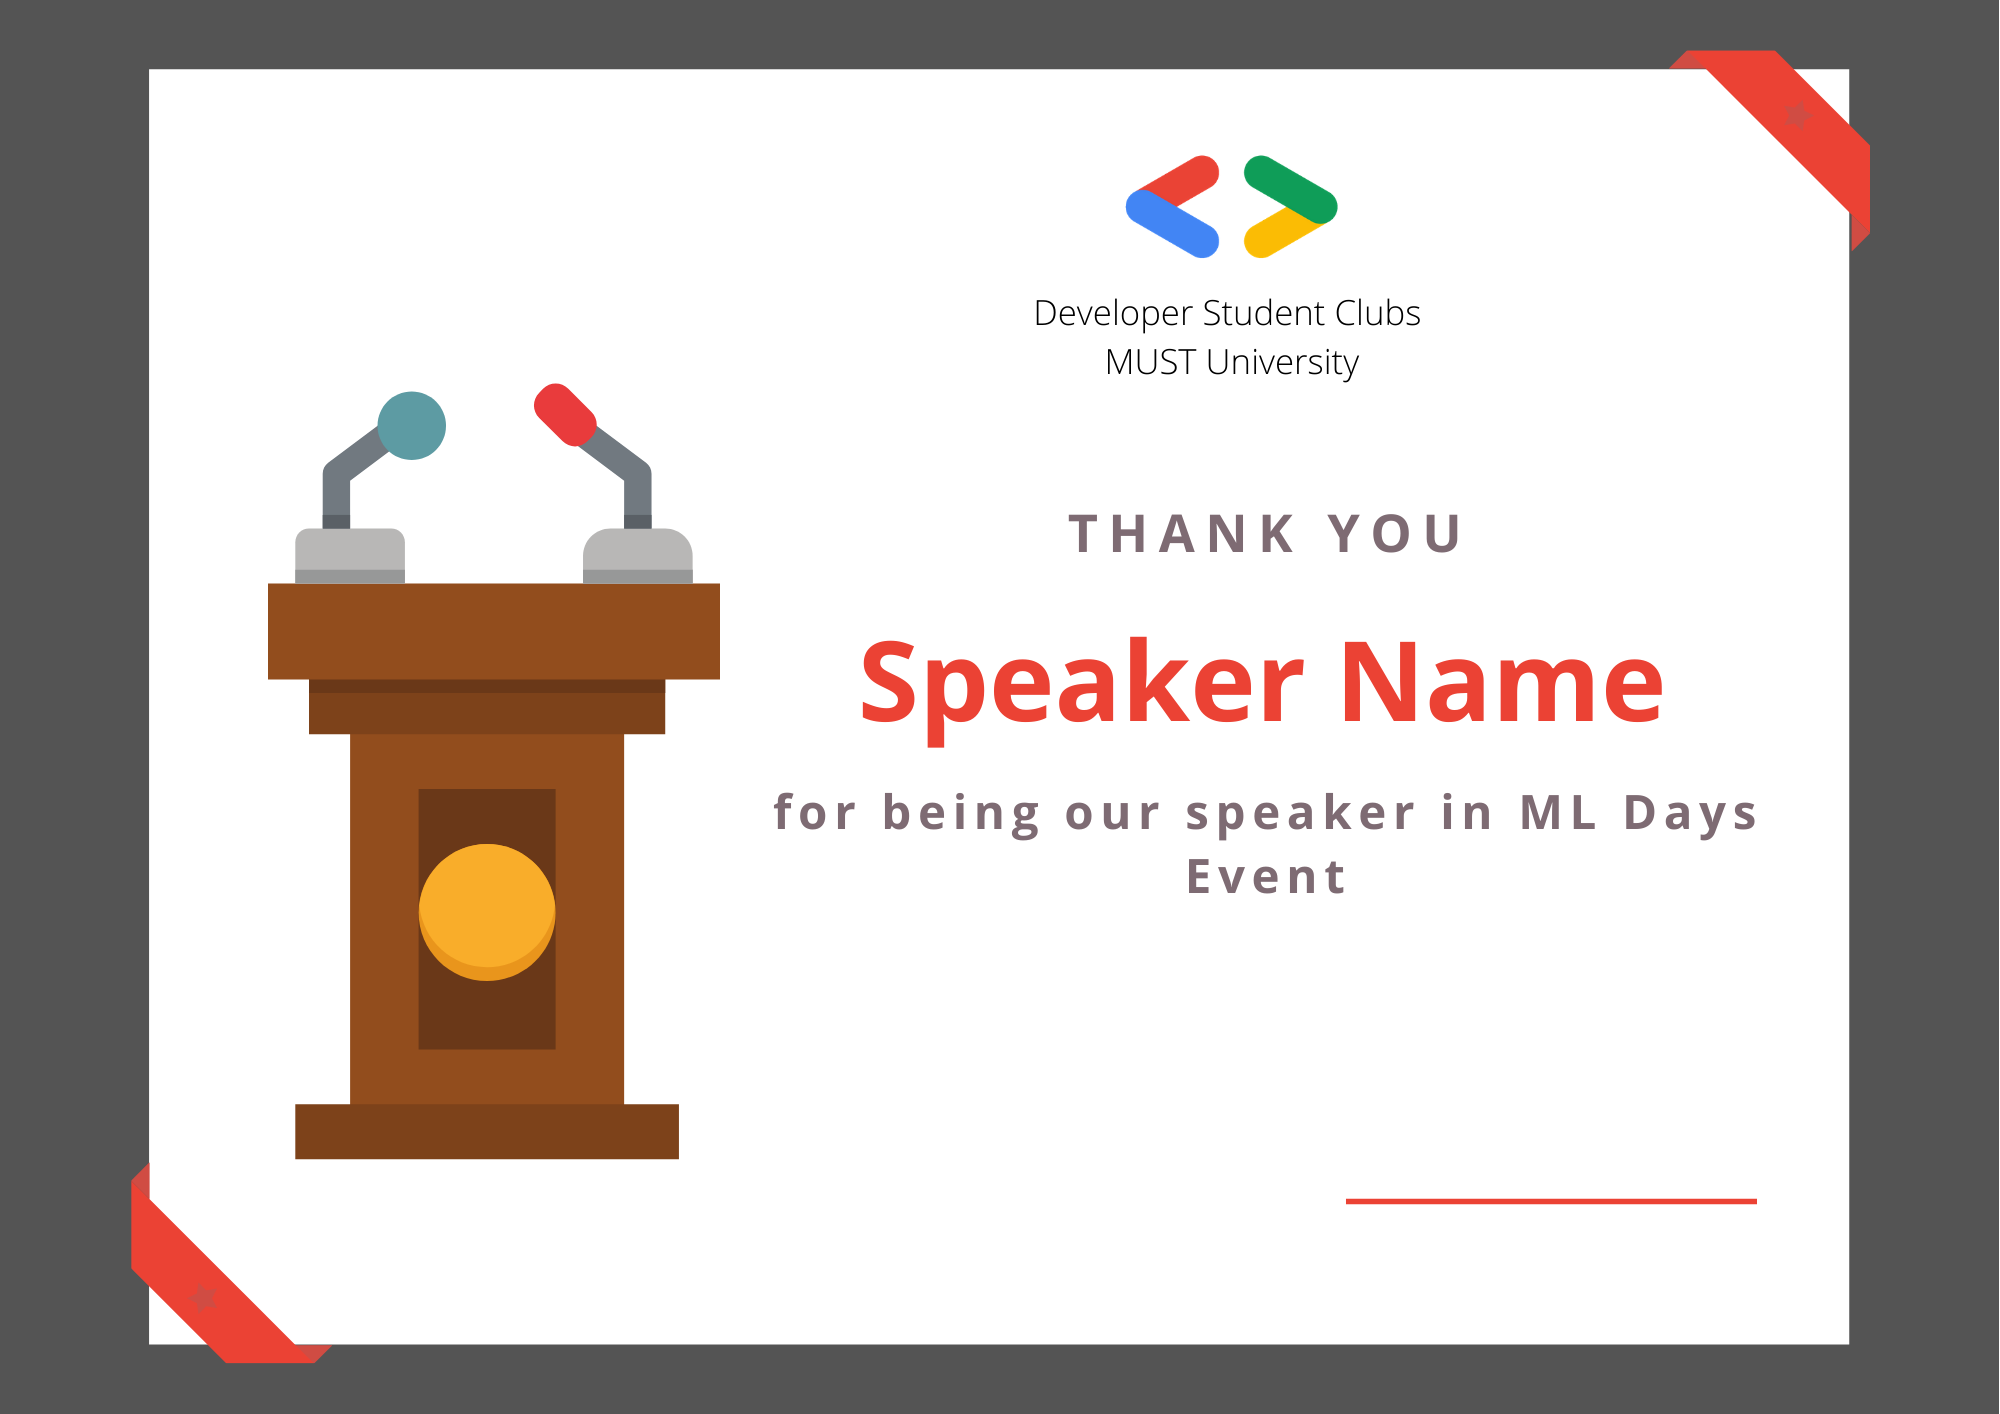 Developer Student Clubs
MUST University
THANK YOU
Speaker Name
for being our speaker in ML Days
Event